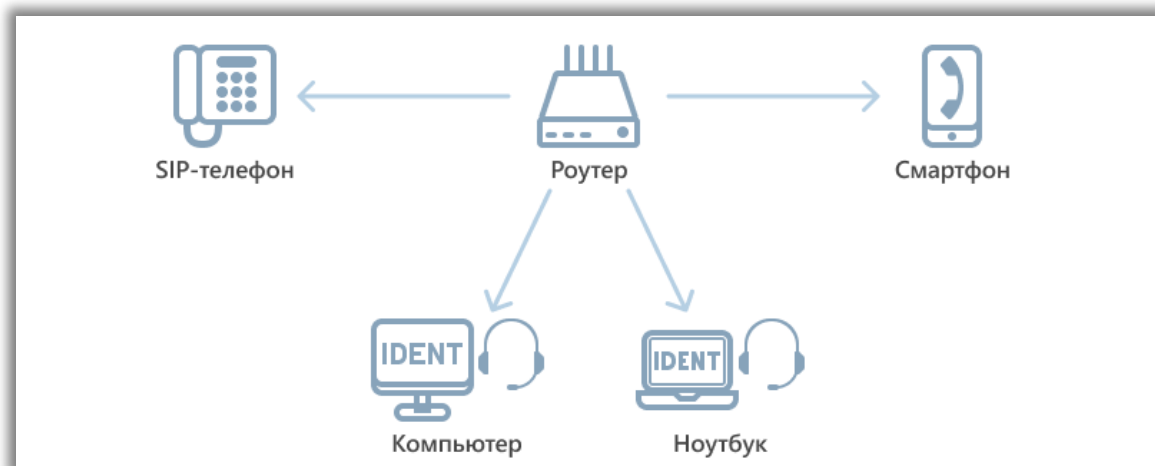 SIP-телефон
Роутер
Смартфон
IDENT
IDENT
Компьютер
Ноутбук